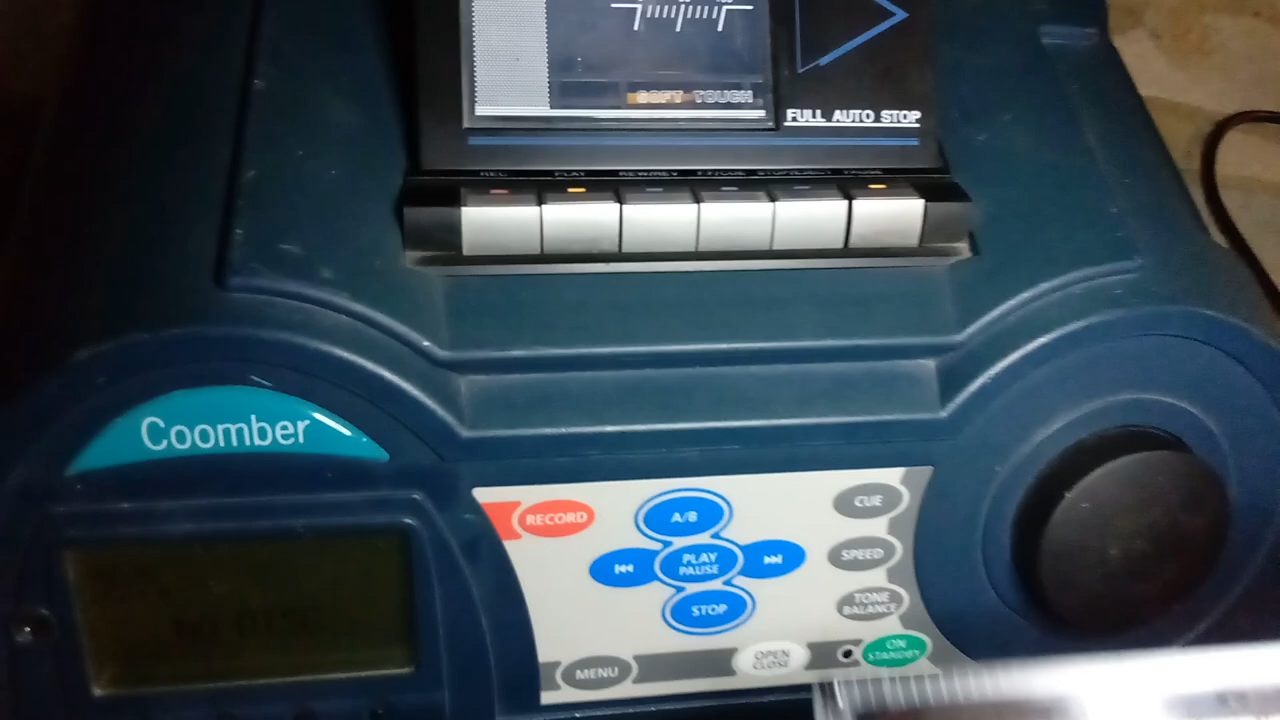 SOFT TOUCH
FULL AUTO STOP
REC PLAY REW/REV F.F/CUE STOP/EJECT PAUSE
Coomber
RECORD
A/B
CUE
PLAY
PAUSE
SPEED
STOP
TONE
BALANCE
MENU
OPEN
CLOSE
ON
STANDBY